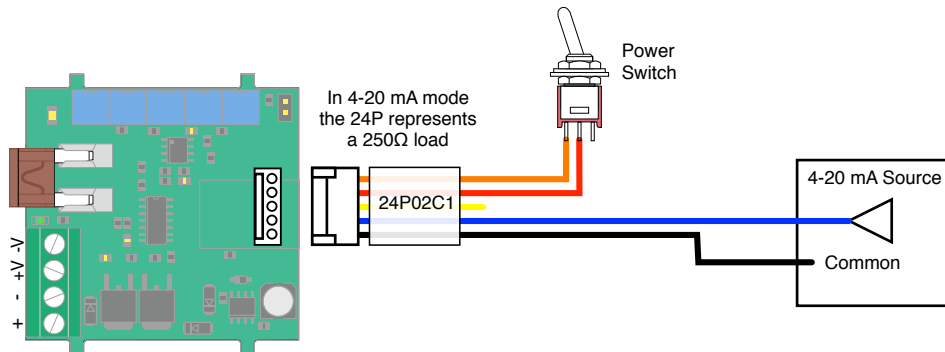 Power
Switch
In 4-20 mA mode
the 24P represents
a 250Ω load
24P02C1
4-20 mA Source
Common
-V
+V
-
+